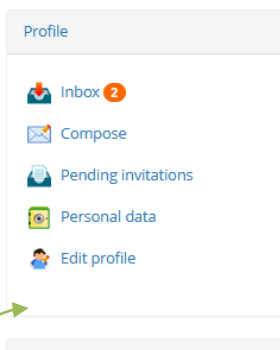 Profile
Inbox 2
Compose
Pending invitations
Personal data
Edit profile